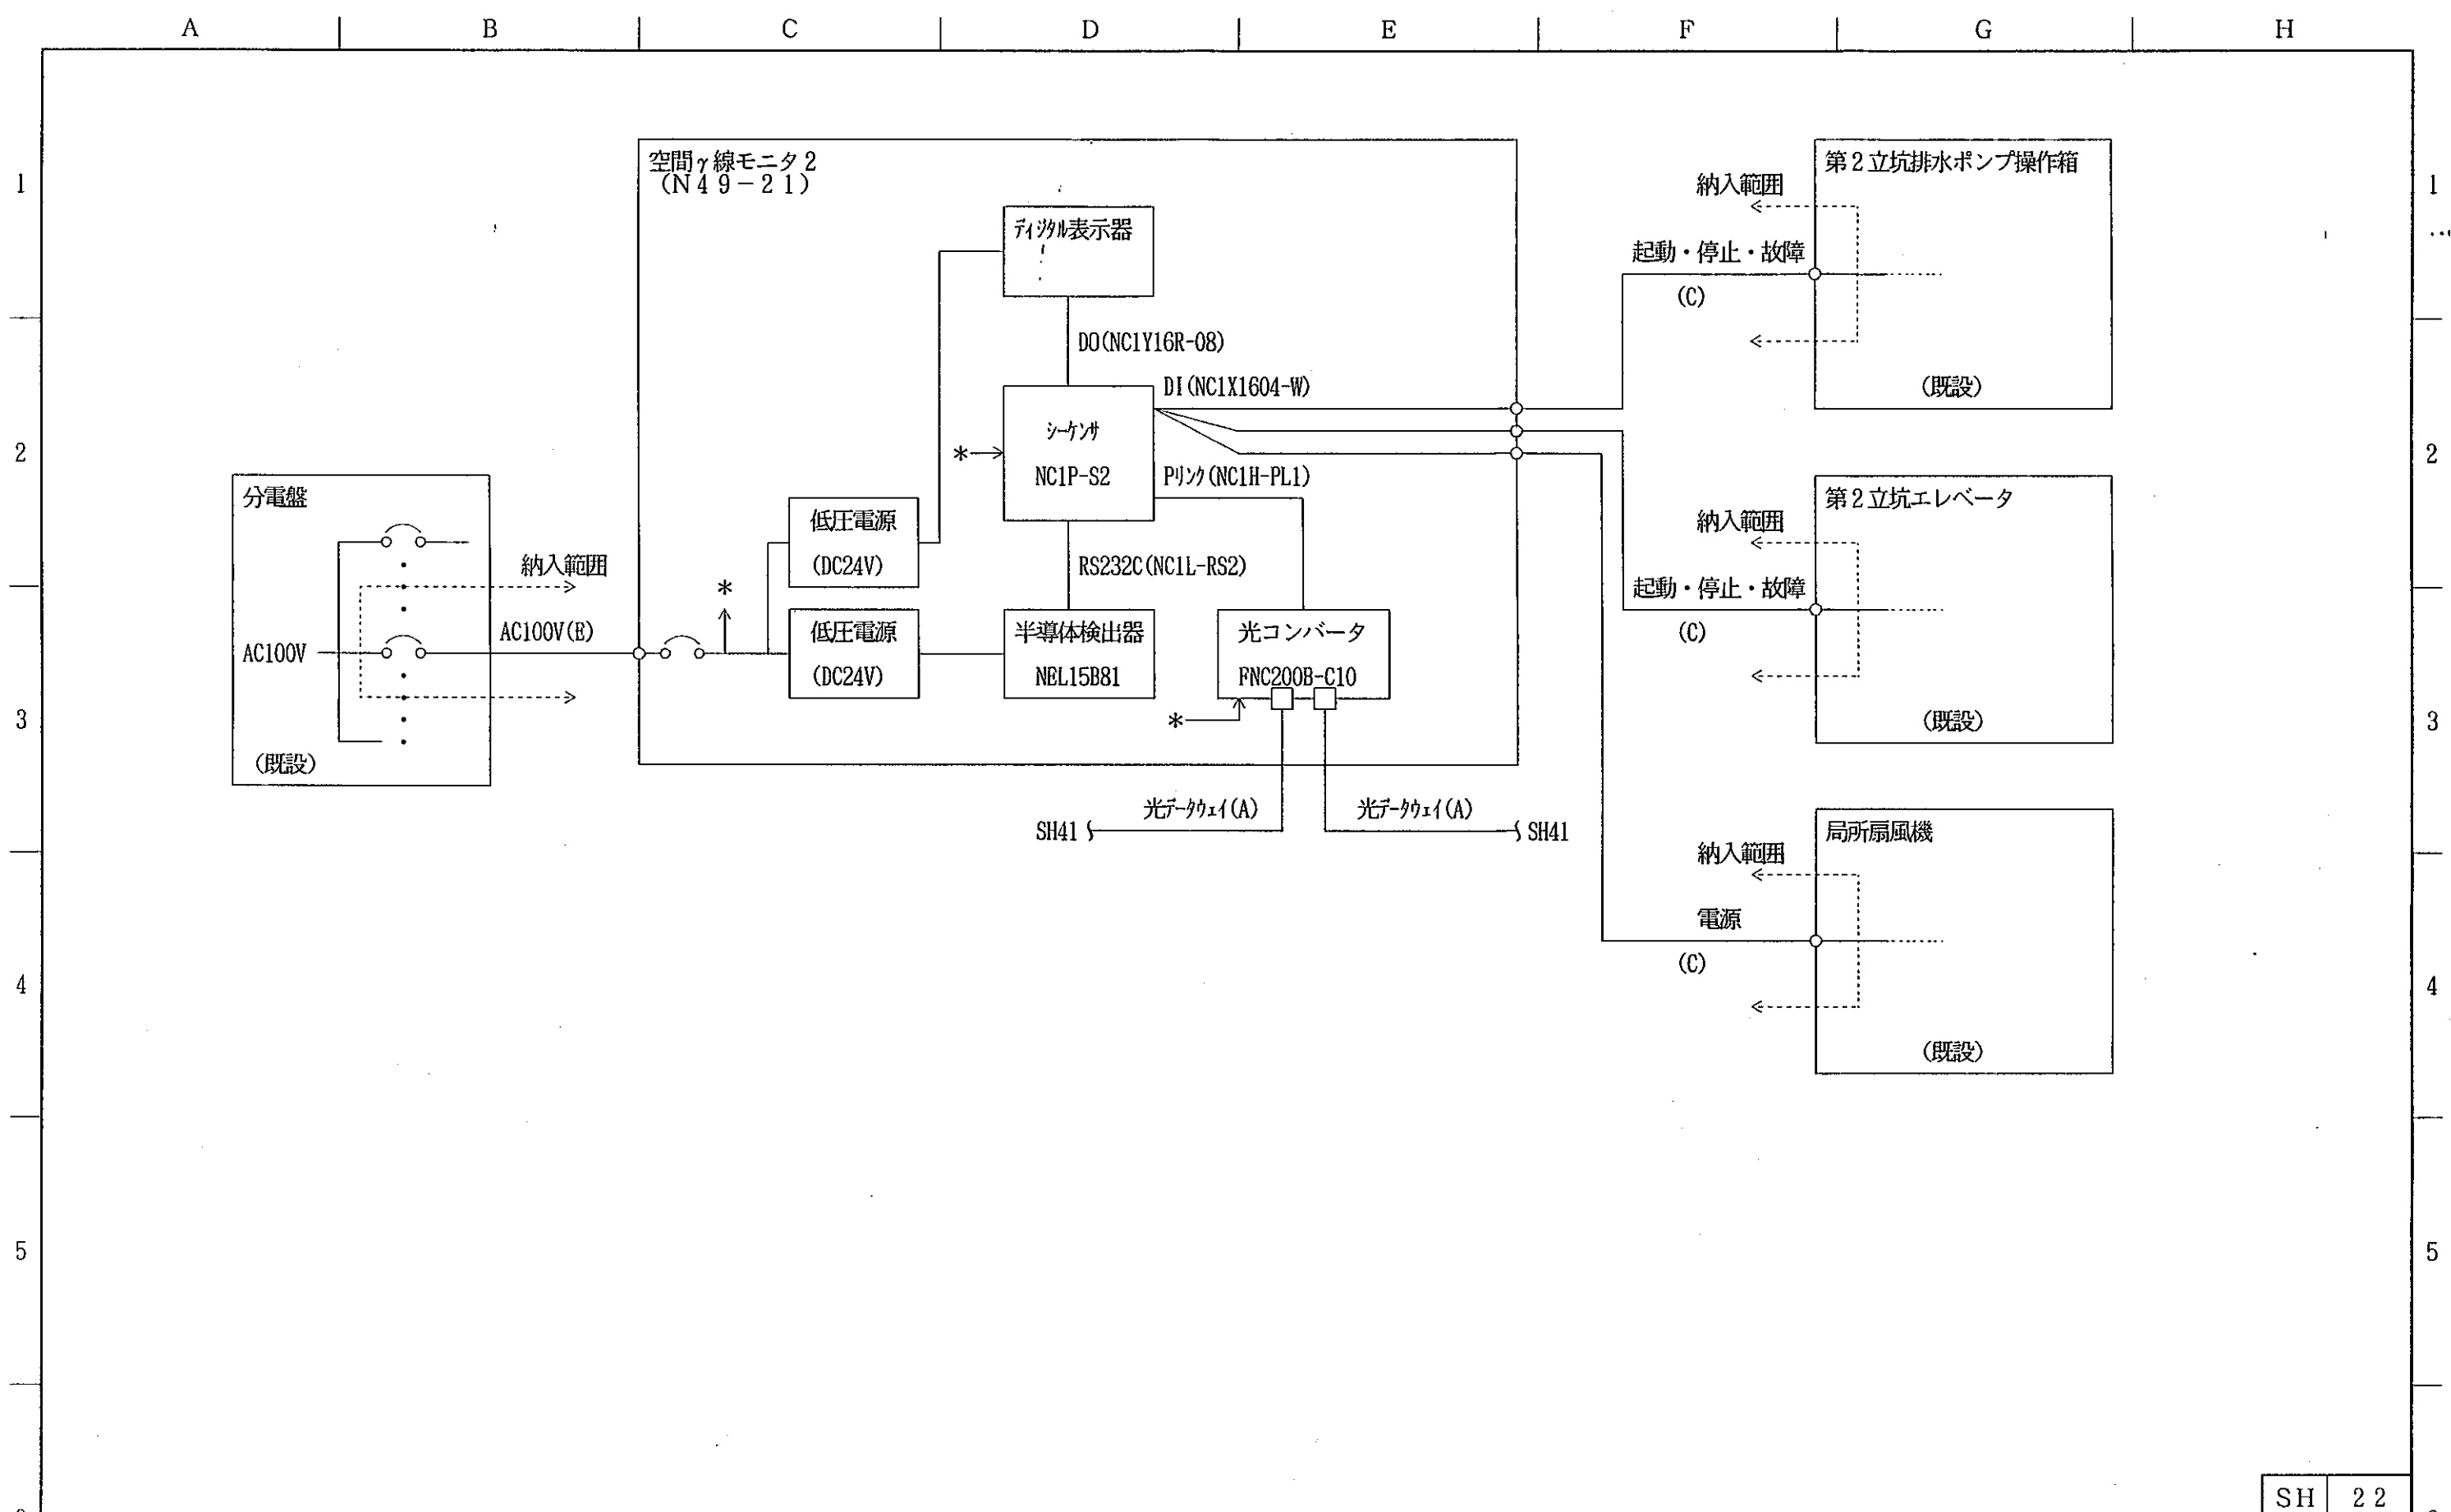 A B C D E F G H
1
2
3
4
5
1
2
3
4
5
分電盤
AC100V
(既設)
納入範囲
AC100V(E)
空間γ線モニタ2
(N49-21)
ディジタル表示器
DO(NC1Y16R-08)
DI(NC1X1604-W)
シーケンサ
NC1P-S2
*
Pリンク(NC1H-PL1)
低圧電源
(DC24V)
RS232C(NC1L-RS2)
*
低圧電源
(DC24V)
半導体検出器
NEL15B81
光コンバータ
FNC200B-C10
*
光データウェイ(A)
光データウェイ(A)
SH41
SH41
納入範囲
起動・停止・故障
(C)
第2立坑排水ポンプ操作箱
(既設)
納入範囲
起動・停止・故障
(C)
第2立坑エレベータ
(既設)
納入範囲
電源
(C)
局所扇風機
(既設)
SH 22